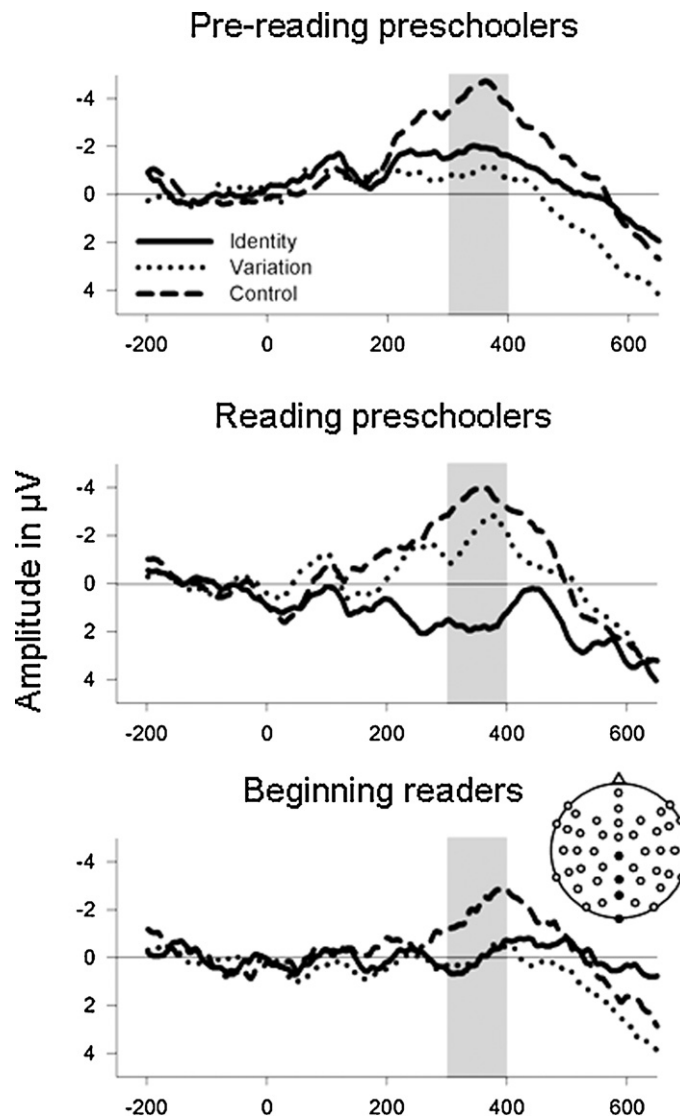 Pre-reading preschoolers
-4
-2
0
2
4
Identity
Variation
Control
-200 0 200 400 600
Reading preschoolers
Amplitude in µV
-4
-2
0
2
4
-200 0 200 400 600
Beginning readers
-4
-2
0
2
4
-200 0 200 400 600